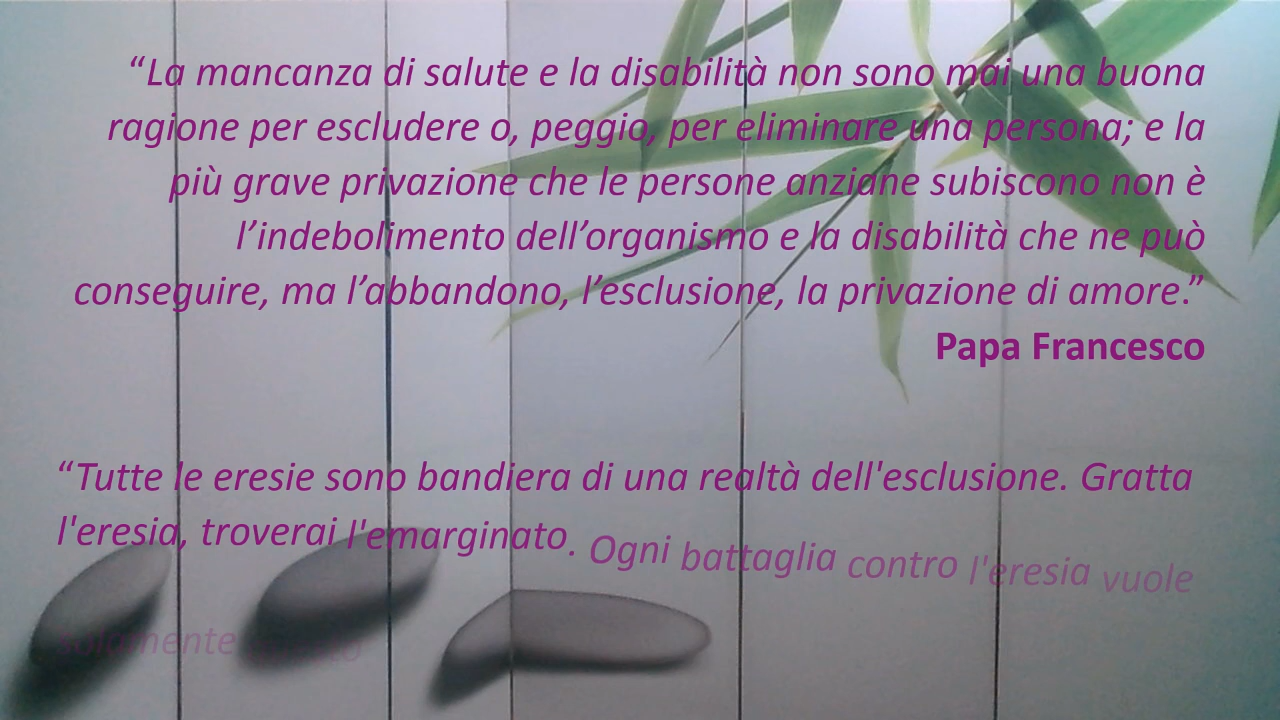 “La mancanza di salute e la disabilità non sono mai una buona
ragione per escludere o, peggio, per eliminare una persona; e la
più grave privazione che le persone anziane subiscono non è
l’indebolimento dell’organismo e la disabilità che ne può
conseguire, ma l’abbandono, l’esclusione, la privazione di amore.”
Papa Francesco
“Tutte le eresie sono bandiera di una realtà dell'esclusione. Gratta
l'eresia, troverai l'emarginato. Ogni battaglia contro l'eresia vuole
solamente